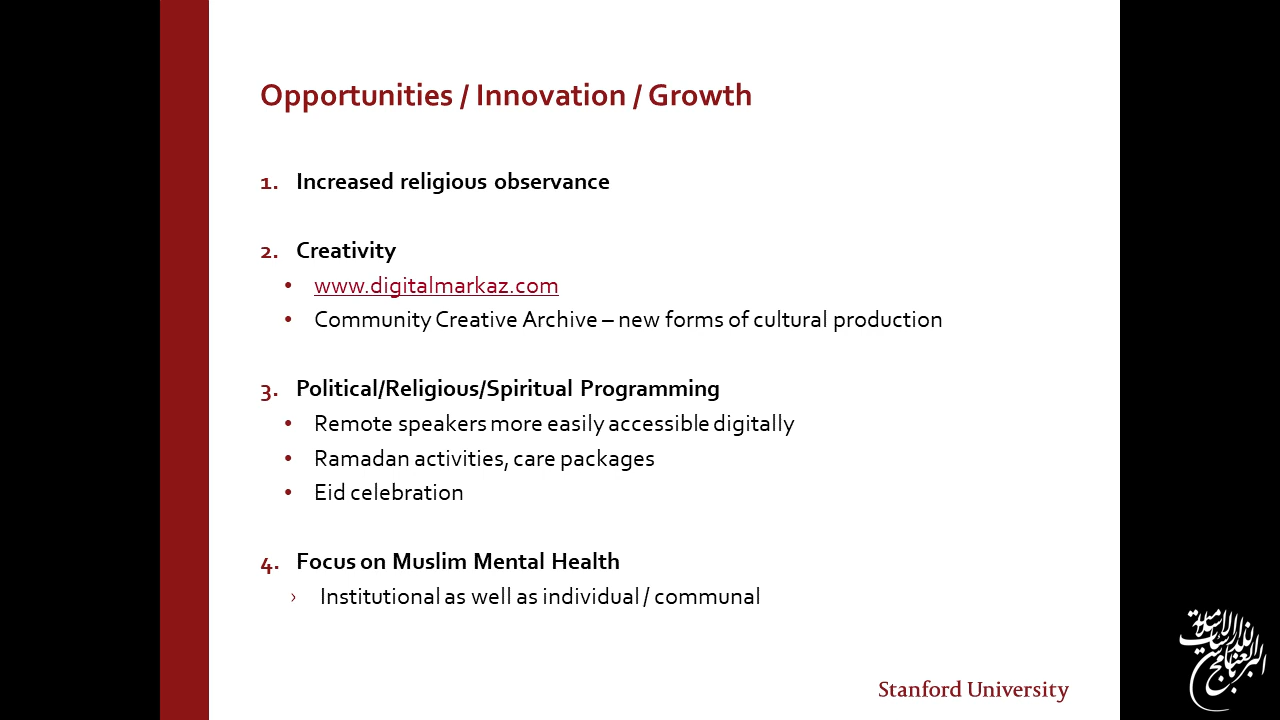 Opportunities / Innovation / Growth
1. Increased religious observance
2. Creativity
• www.digitalmarkaz.com
• Community Creative Archive – new forms of cultural production
3. Political/Religious/Spiritual Programming
• Remote speakers more easily accessible digitally
• Ramadan activities, care packages
• Eid celebration
4. Focus on Muslim Mental Health
› Institutional as well as individual / communal
Stanford University